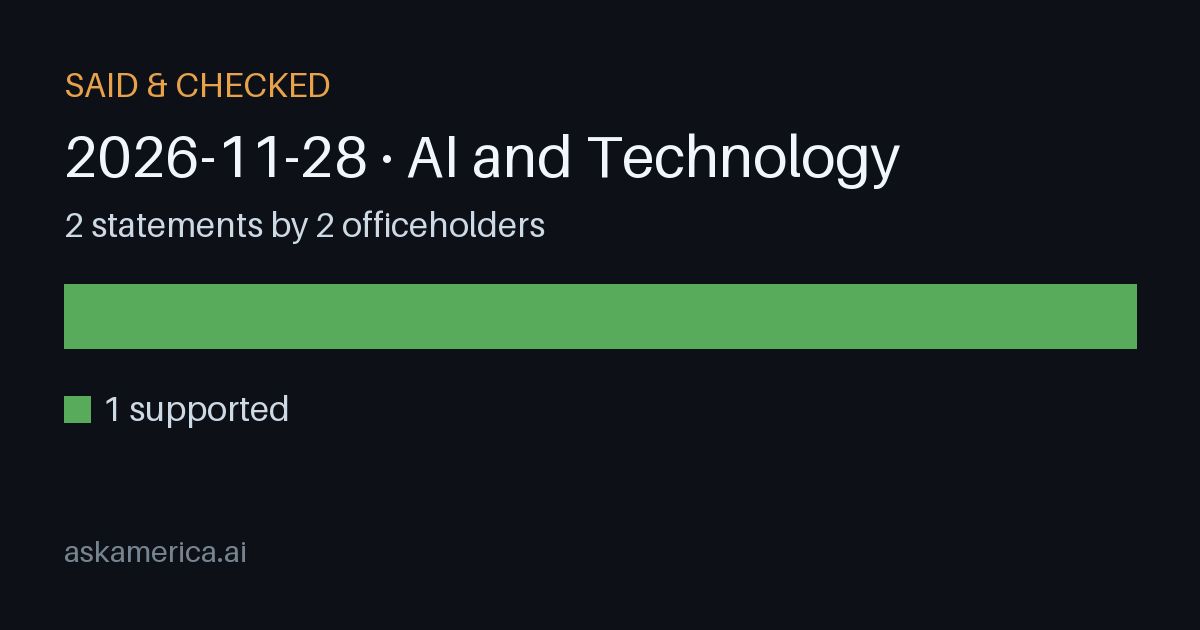 SAID & CHECKED
2026-11-28 · AI and Technology
2 statements by 2 officeholders
1 supported
askamerica.ai